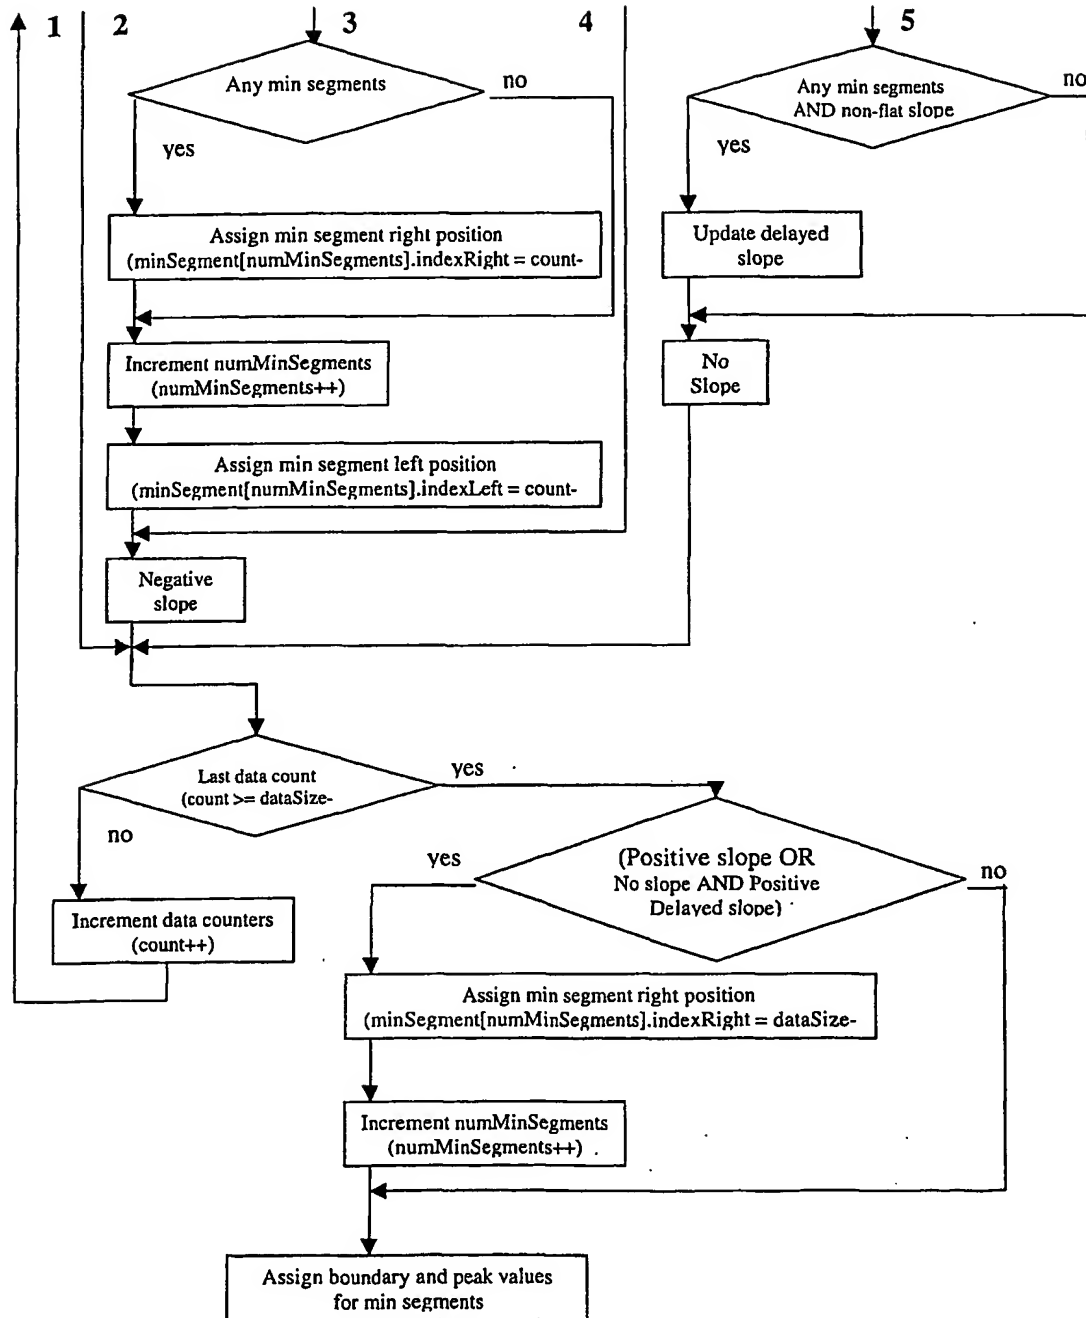 1 2 3 4 5
Any min segments
no
yes
Any min segments
AND non-flat slope
no
yes
Assign min segment right position
(minSegment[numMinSegments].indexRight = count-
Update delayed
slope
Increment numMinSegments
(numMinSegments++)
No
Slope
Assign min segment left position
(minSegment[numMinSegments].indexLeft = count-
Negative
slope
Last data count
(count >= dataSize-
yes
no
(Positive slope OR
No slope AND Positive
Delayed slope)
yes
no
Increment data counters
(count++)
Assign min segment right position
(minSegment[numMinSegments].indexRight = dataSize-
Increment numMinSegments
(numMinSegments++)
Assign boundary and peak values
for min segments